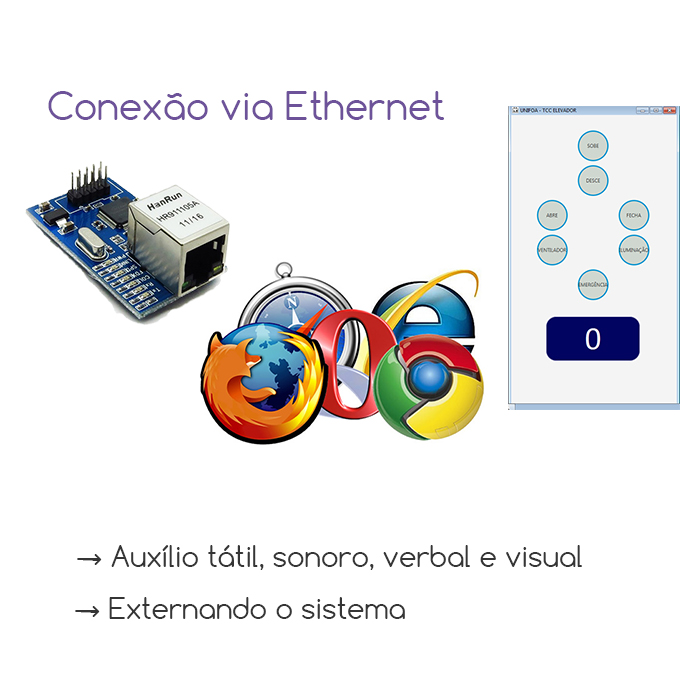 Conexão via Ethernet
HanRun
HR911105A
11/16
UNIFOA - TCC ELEVADOR
SOBE
DESCE
ABRE
FECHA
VENTILADOR
ILUMINAÇÃO
EMERGÊNCIA
0
N
→ Auxílio tátil, sonoro, verbal e visual
→ Externando o sistema